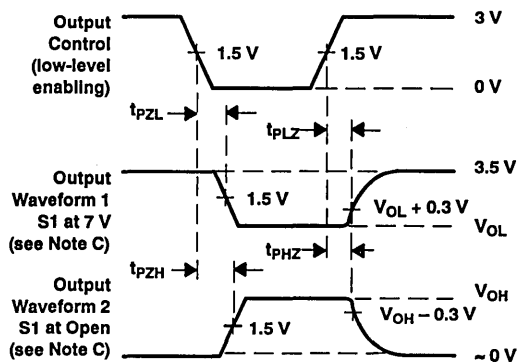 Output
Control
(low-level
enabling)
1.5 V
1.5 V
3 V
0 V
tPZL
tPLZ
Output
Waveform 1
S1 at 7 V
(see Note C)
1.5 V
3.5 V
VOL + 0.3 V
VOL
tPZH
tPHZ
Output
Waveform 2
S1 at Open
(see Note C)
1.5 V
VOH
VOH – 0.3 V
~ 0 V